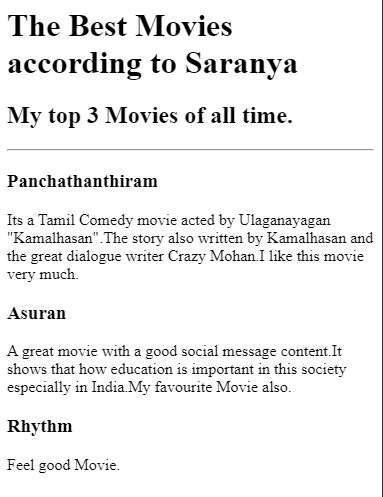 The Best Movies
according to Saranya
My top 3 Movies of all time.
Panchathanthiram
Its a Tamil Comedy movie acted by Ulaganayagan
"Kamalhasan".The story also written by Kamalhasan and
the great dialogue writer Crazy Mohan.I like this movie
very much.
Asuran
A great movie with a good social message content.It
shows that how education is important in this society
especially in India.My favourite Movie also.
Rhythm
Feel good Movie.